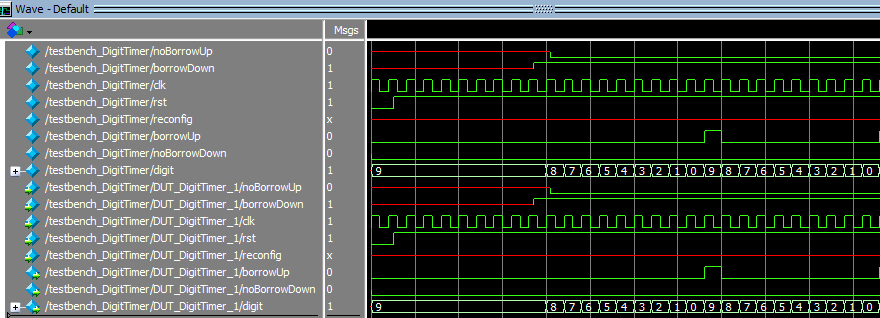 Wave - Default
Msgs
/testbench_DigitTimer/noBorrowUp 0
/testbench_DigitTimer/borrowDown 1
/testbench_DigitTimer/clk 1
/testbench_DigitTimer/rst 1
/testbench_DigitTimer/reconfig x
/testbench_DigitTimer/borrowUp 0
/testbench_DigitTimer/noBorrowDown 0
/testbench_DigitTimer/digit 1 9 8 7 6 5 4 3 2 1 0 9 8 7 6 5 4 3 2 1 0
/testbench_DigitTimer/DUT_DigitTimer_1/noBorrowUp 0
/testbench_DigitTimer/DUT_DigitTimer_1/borrowDown 1
/testbench_DigitTimer/DUT_DigitTimer_1/clk 1
/testbench_DigitTimer/DUT_DigitTimer_1/rst 1
/testbench_DigitTimer/DUT_DigitTimer_1/reconfig x
/testbench_DigitTimer/DUT_DigitTimer_1/borrowUp 0
/testbench_DigitTimer/DUT_DigitTimer_1/noBorrowDown 0
/testbench_DigitTimer/DUT_DigitTimer_1/digit 1 9 8 7 6 5 4 3 2 1 0 9 8 7 6 5 4 3 2 1 0